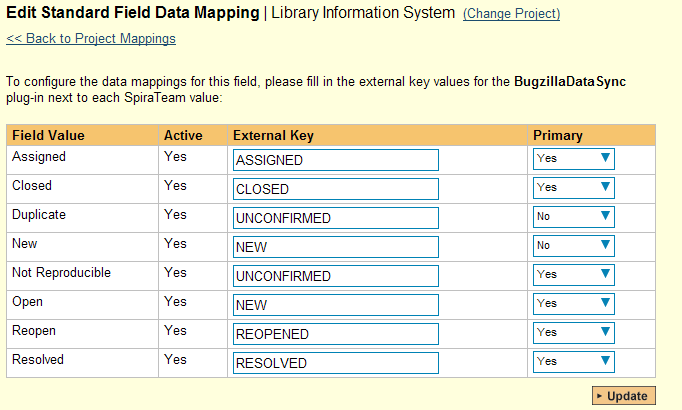 Edit Standard Field Data Mapping | Library Information System (Change Project)
<< Back to Project Mappings
To configure the data mappings for this field, please fill in the external key values for the BugzillaDataSync
plug-in next to each SpiraTeam value:
Field Value Active External Key Primary
Assigned Yes ASSIGNED Yes
Closed Yes CLOSED Yes
Duplicate Yes UNCONFIRMED No
New Yes NEW No
Not Reproducible Yes UNCONFIRMED Yes
Open Yes NEW Yes
Reopen Yes REOPENED Yes
Resolved Yes RESOLVED Yes
Update